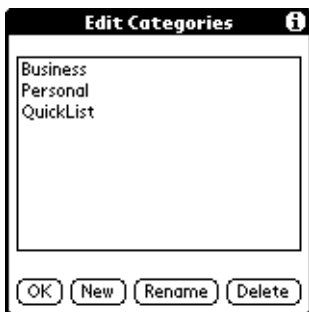 Edit Categories i
Business
Personal
QuickList
OK New Rename Delete